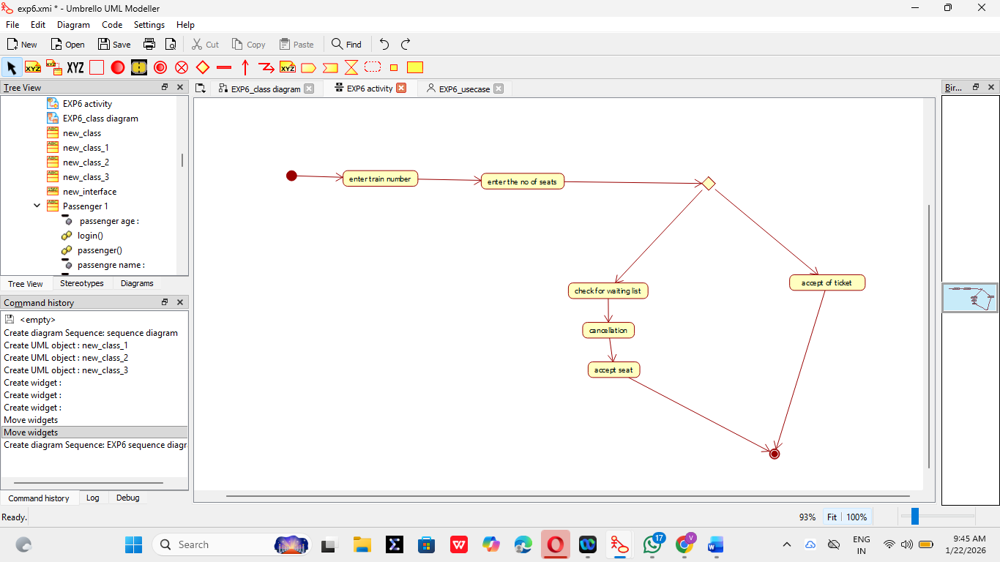 exp6.xmi * - Umbrello UML Modeller
File Edit Diagram Code Settings Help
New Open Save Cut Copy Paste Find
XYZ XYZ XYZ XYZ
Tree View
EXP6_class diagram EXP6 activity EXP6_usecase
Bir...
EXP6 activity
EXP6_class diagram
new_class
new_class_1
new_class_2
new_class_3
new_interface
Passenger 1
passenger age :
login()
passenger()
passengre name :
Tree View Stereotypes Diagrams
Command history
<empty>
Create diagram Sequence: sequence diagram
Create UML object : new_class_1
Create UML object : new_class_2
Create UML object : new_class_3
Create widget :
Create widget :
Create widget :
Move widgets
Move widgets
Create diagram Sequence: EXP6 sequence diagr
Command history Log Debug
enter train number
enter the no of seats
check for waiting list
accept of ticket
cancellation
accept seat
Ready.
93% Fit 100%
Search
17
V
ENG
IN
9:45 AM
1/22/2026